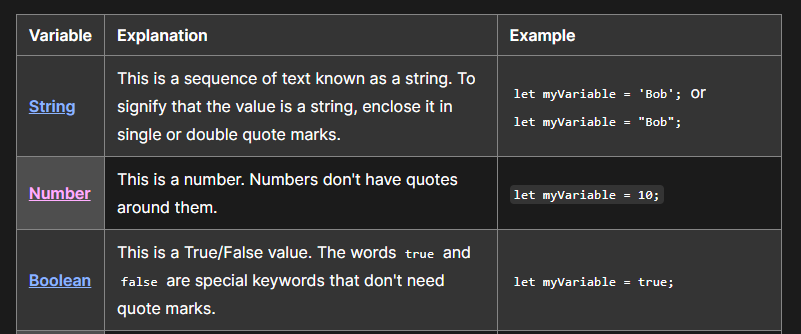 Variable Explanation Example
This is a sequence of text known as a string. To
String signify that the value is a string, enclose it in
single or double quote marks.
let myVariable = 'Bob'; or
let myVariable = "Bob";
This is a number. Numbers don't have quotes
Number around them.
let myVariable = 10;
This is a True/False value. The words true and
Boolean false are special keywords that don't need
quote marks.
let myVariable = true;